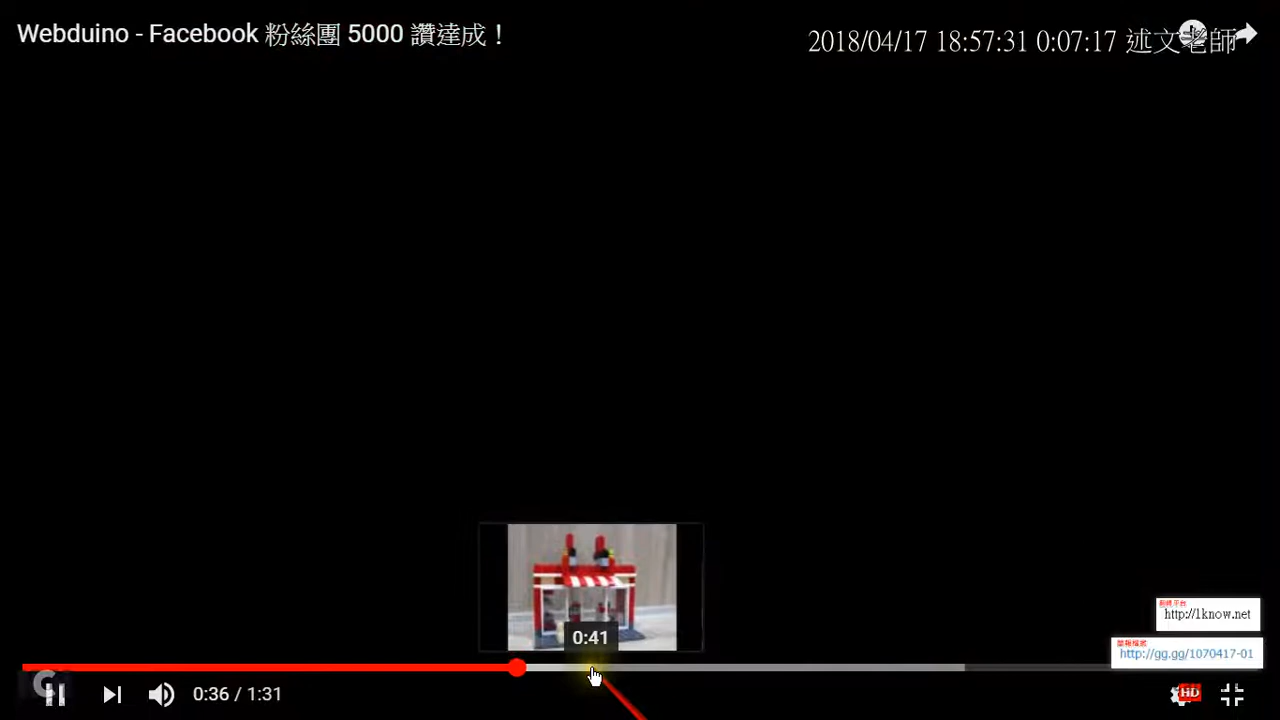 Webduino - Facebook 粉絲團 5000 讚達成！
2018/04/17 18:57:31 0:07:17 述文老師
0:41
http://1know.net
http://gg.gg/1070417-01
0:36 / 1:31
HD